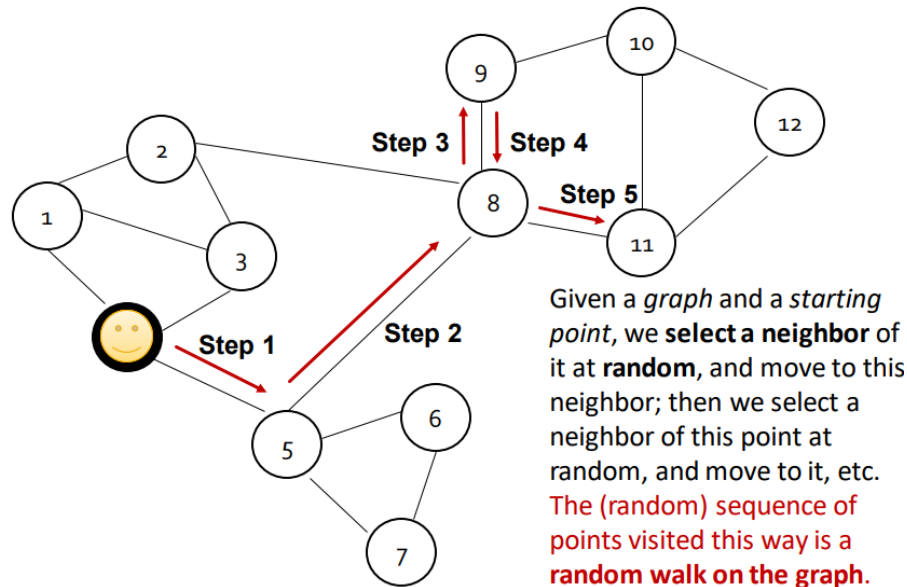 10
9
12
Step 3
Step 4
2
8
Step 5
1
11
3
Given a graph and a starting
point, we select a neighbor of
it at random, and move to this
neighbor; then we select a
neighbor of this point at
random, and move to it, etc.
The (random) sequence of
points visited this way is a
random walk on the graph.
Step 1
Step 2
6
5
7